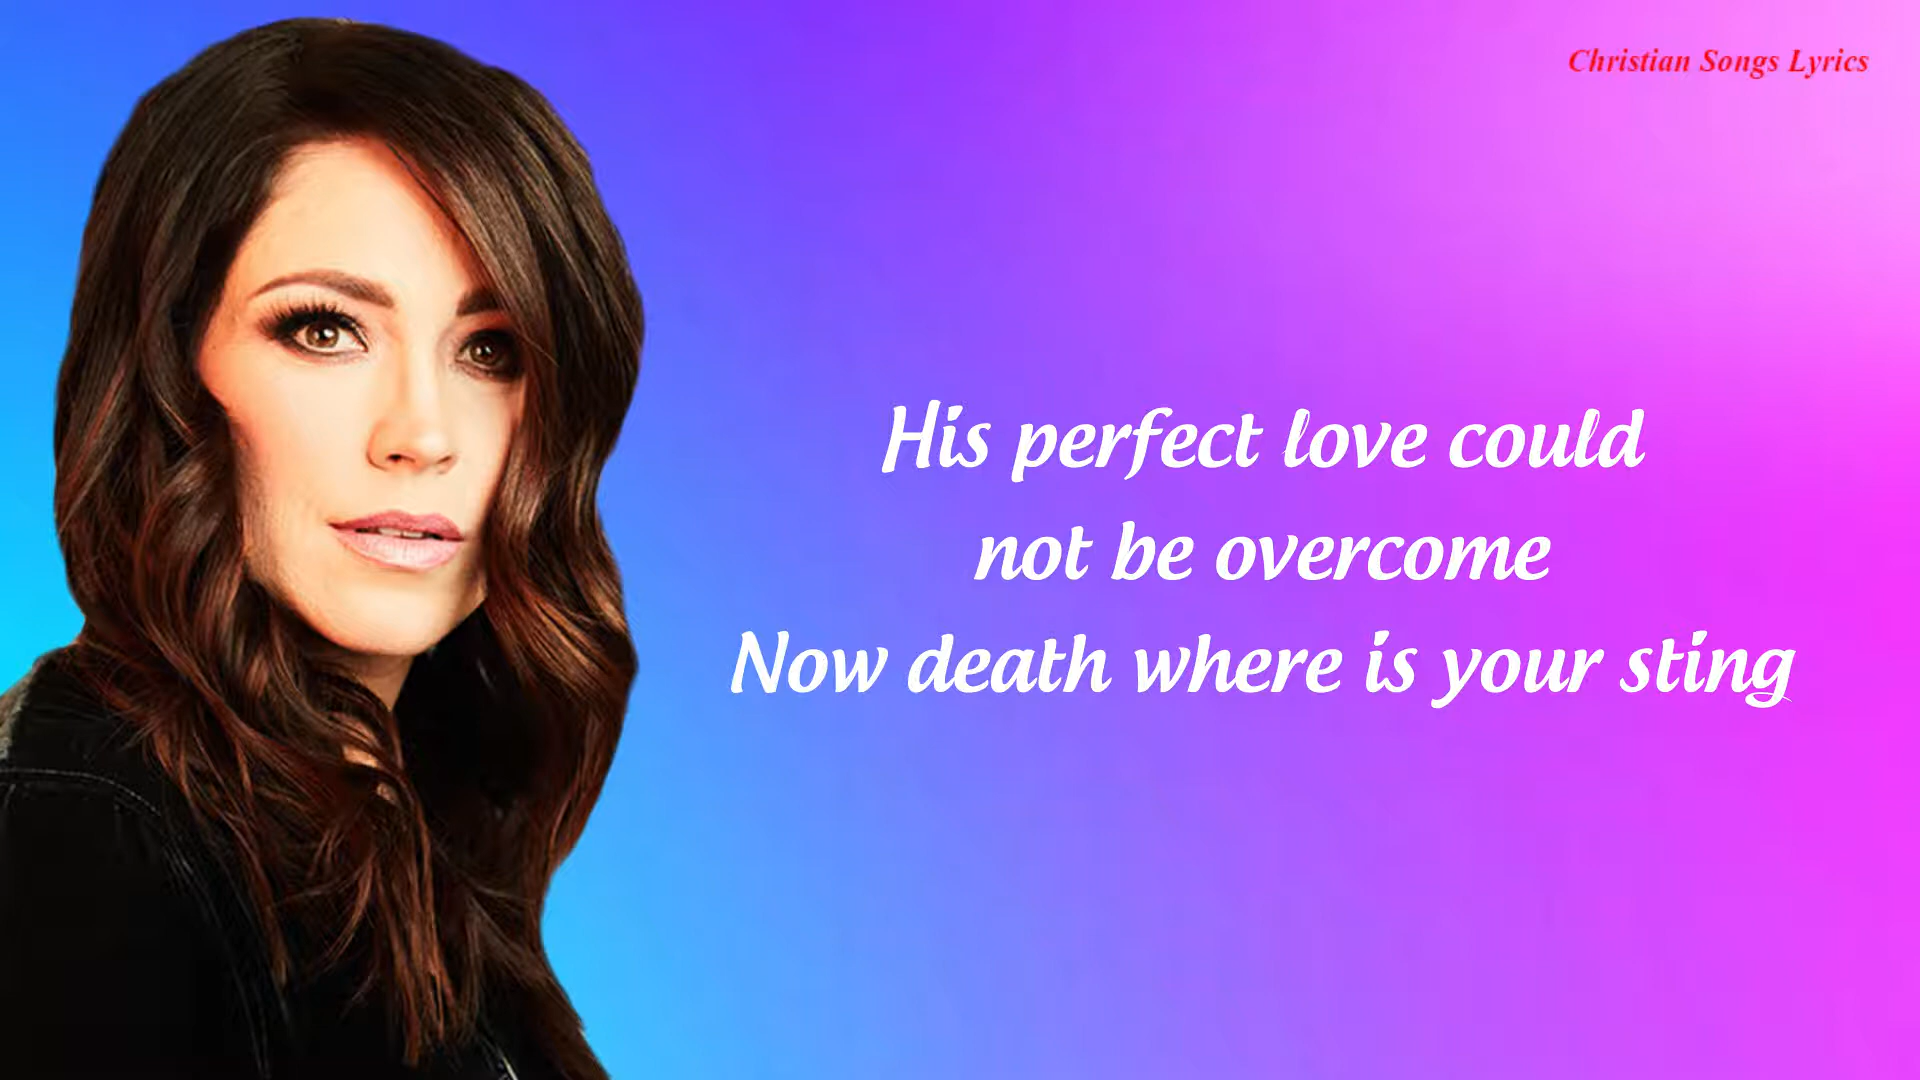 Christian Songs Lyrics
His perfect love could
not be overcome
Now death where is your sting